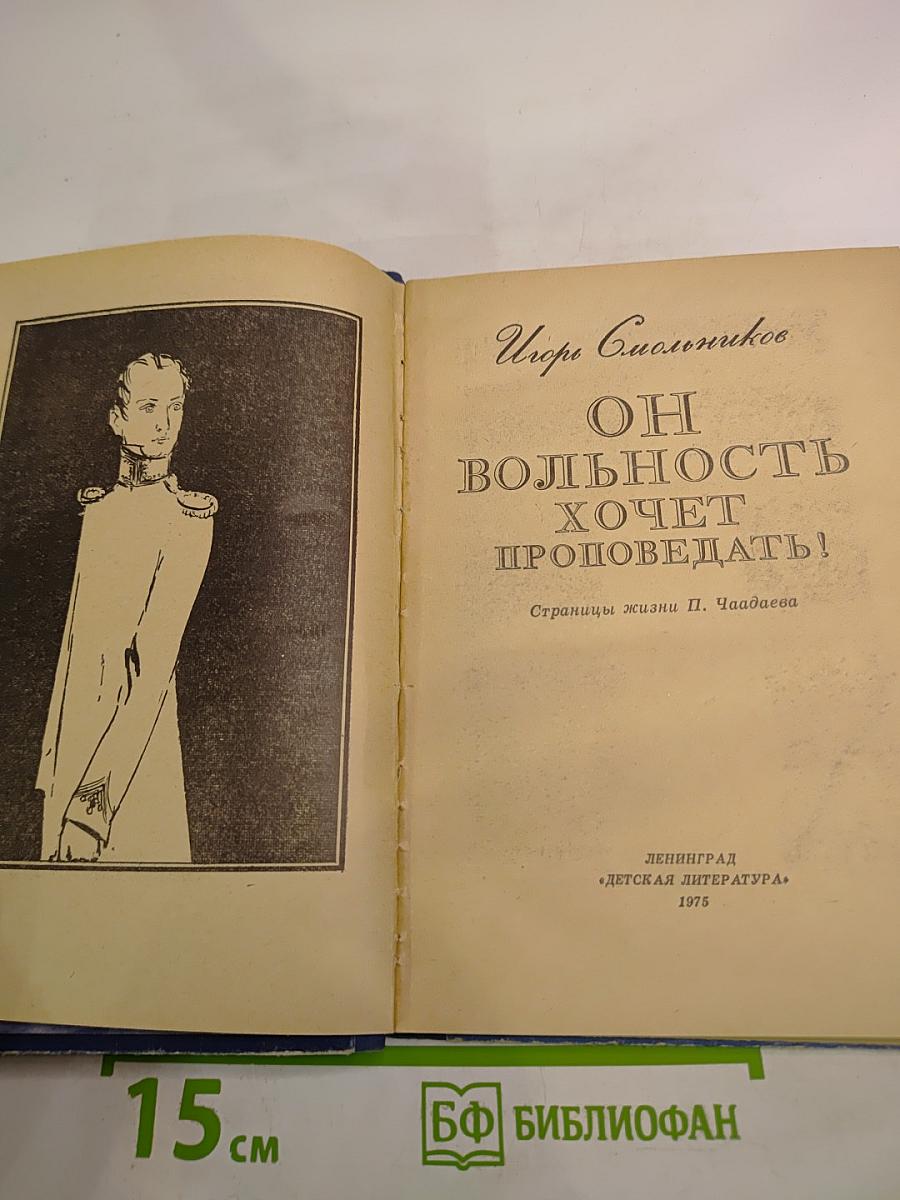 Игорь Смольников
ОН
ВОЛЬНОСТЬ
ХОЧЕТ
ПРОПОВЕДАТЬ!
Страницы жизни П. Чаадаева
ЛЕНИНГРАД
«ДЕТСКАЯ ЛИТЕРАТУРА»
1975
15 см
БФ БИБЛИОФАН